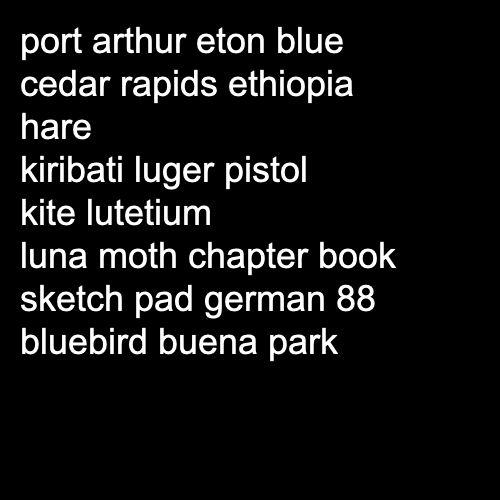 port arthur eton blue
cedar rapids ethiopia
hare
kiribati luger pistol
kite lutetium
luna moth chapter book
sketch pad german 88
bluebird buena park